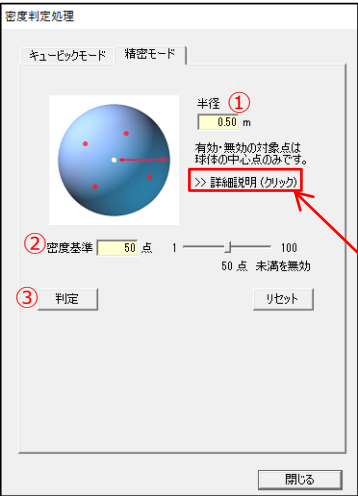 密度判定処理
キュービックモード 精密モード
半径 ①
0.50 m
有効・無効の対象点は
球体の中心点のみです。
>> 詳細説明 (クリック)
② 密度基準 50 点 1 100
50 点 未満を無効
③ 判定 リセット
閉じる